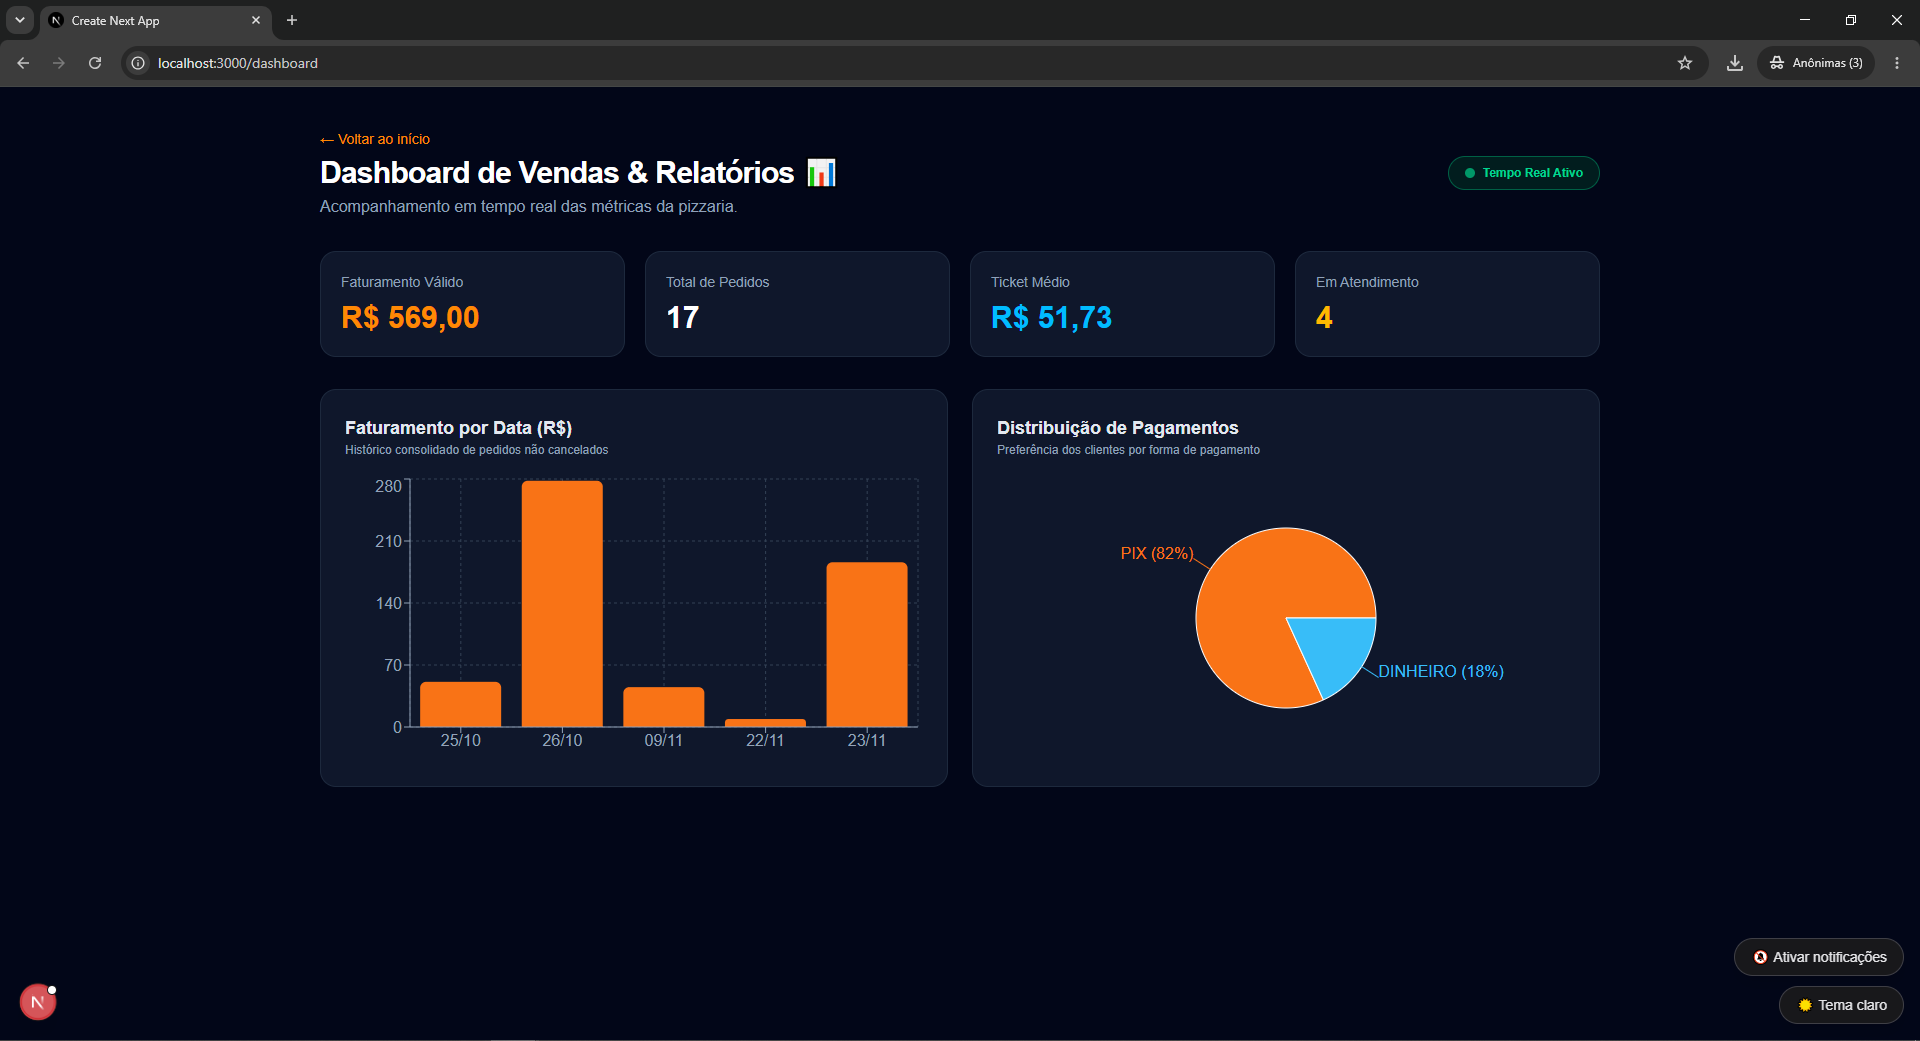 Create Next App
localhost:3000/dashboard
Anônimas (3)
← Voltar ao início
Dashboard de Vendas & Relatórios
Tempo Real Ativo
Acompanhamento em tempo real das métricas da pizzaria.
Faturamento Válido
R$ 569,00
Total de Pedidos
17
Ticket Médio
R$ 51,73
Em Atendimento
4
Faturamento por Data (R$)
Histórico consolidado de pedidos não cancelados
280
210
140
70
0
25/10
26/10
09/11
22/11
23/11
Distribuição de Pagamentos
Preferência dos clientes por forma de pagamento
PIX (82%)
DINHEIRO (18%)
Ativar notificações
Tema claro
N